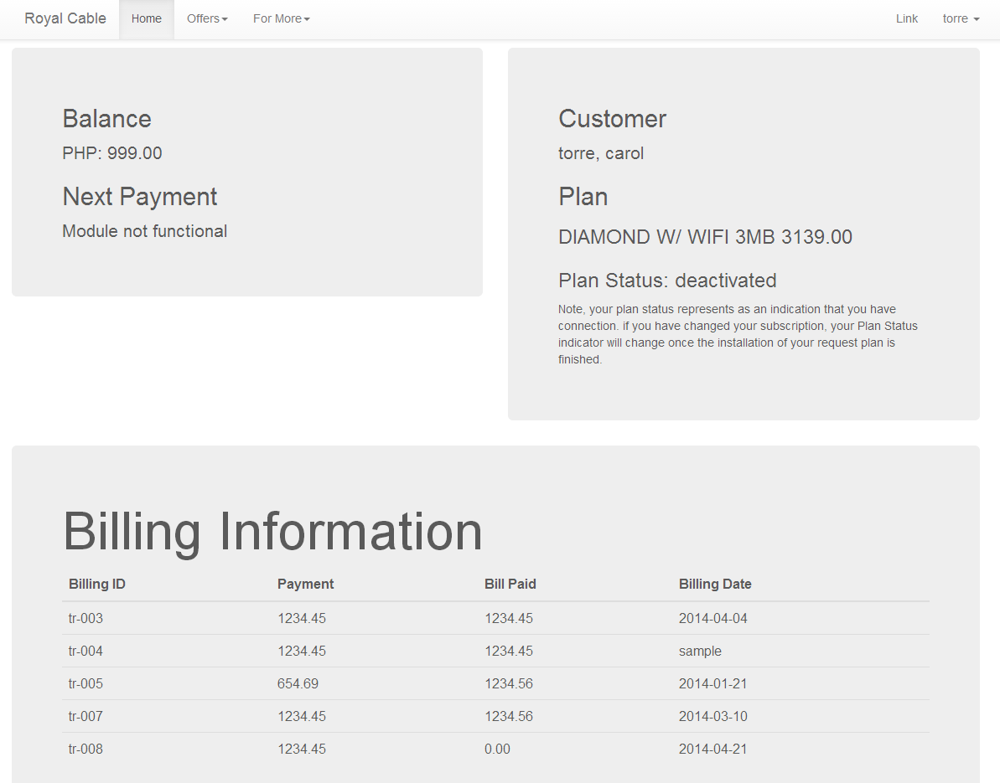 Royal Cable Home Offers For More Link torre
Balance
PHP: 999.00
Next Payment
Module not functional
Customer
torre, carol
Plan
DIAMOND W/ WIFI 3MB 3139.00
Plan Status: deactivated
Note, your plan status represents as an indication that you have
connection. if you have changed your subscription, your Plan Status
indicator will change once the installation of your request plan is
finished.
Billing Information
Billing ID Payment Bill Paid Billing Date
tr-003 1234.45 1234.45 2014-04-04
tr-004 1234.45 1234.45 sample
tr-005 654.69 1234.56 2014-01-21
tr-007 1234.45 1234.56 2014-03-10
tr-008 1234.45 0.00 2014-04-21